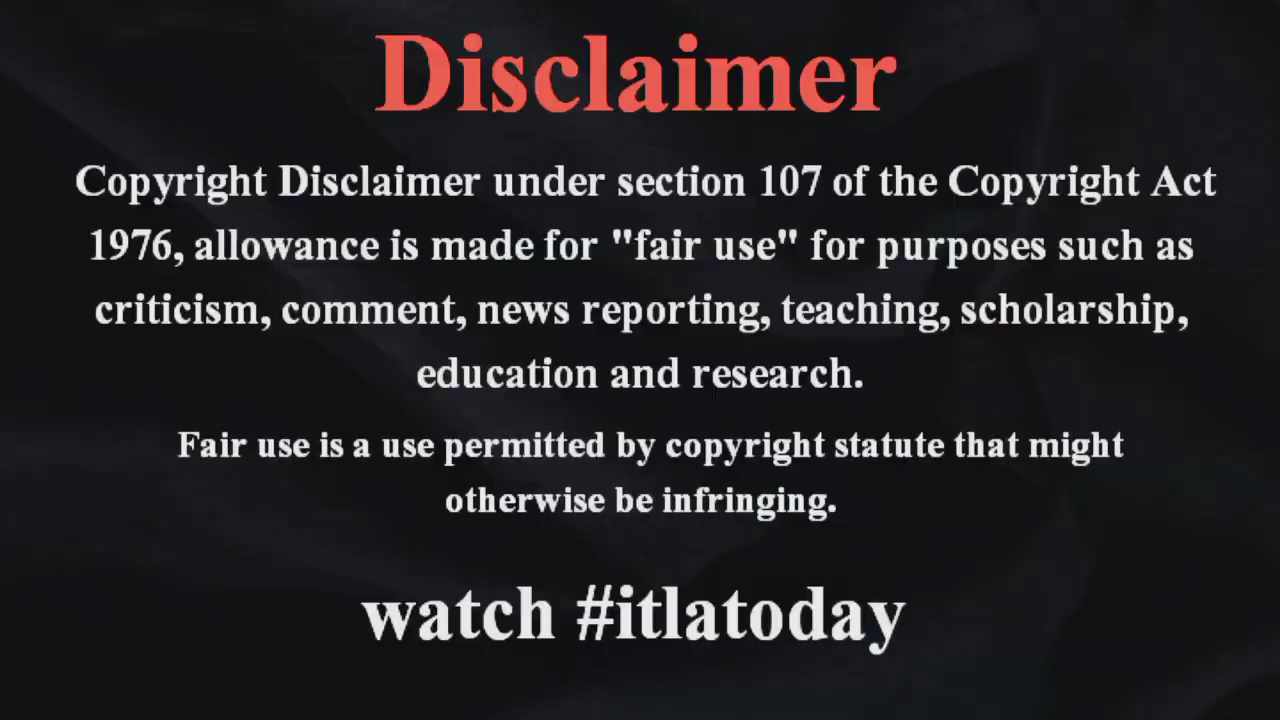 Disclaimer
Copyright Disclaimer under section 107 of the Copyright Act
1976, allowance is made for "fair use" for purposes such as
criticism, comment, news reporting, teaching, scholarship,
education and research.
Fair use is a use permitted by copyright statute that might
otherwise be infringing.
watch #itlatoday